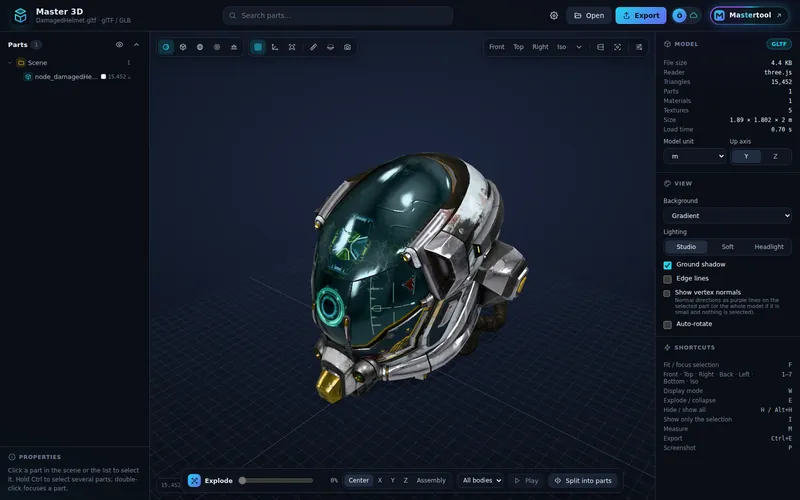 Master 3D
DamagedHelmet.gltf · glTF / GLB
Search parts...
Open
Export
Mastertool ↗
Parts 1
Scene 1
node_damagedHe... 15,452
PROPERTIES
Click a part in the scene or the list to select it. Hold Ctrl to select several parts; double-click focuses a part.
Front Top Right Iso
15,452
Explode 0% Center X Y Z Assembly All bodies Play Split into parts
MODEL GLTF
File size 4.4 KB
Reader three.js
Triangles 15,452
Parts 1
Materials 1
Textures 5
Size 1.89 × 1.802 × 2 m
Load time 0.70 s
Model unit Up axis
m Y Z
VIEW
Background
Gradient
Lighting
Studio Soft Headlight
Ground shadow
Edge lines
Show vertex normals
Normal directions as purple lines on the
selected part (or the whole model if it is
small and nothing is selected).
Auto-rotate
SHORTCUTS
Fit / focus selection F
Front · Top · Right · Back · Left · 1–7
Bottom · Iso
Display mode W
Explode / collapse E
Hide / show all H / Alt+H
Show only the selection I
Measure M
Export Ctrl+E
Screenshot P